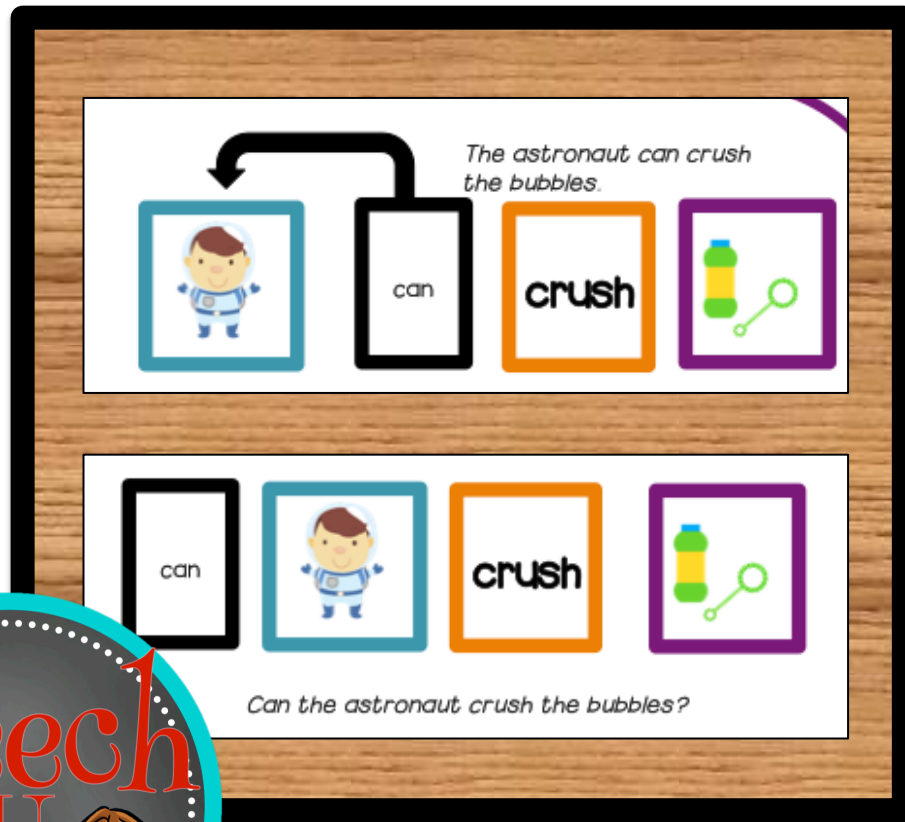 The astronaut can crush
the bubbles.
can
crush
can
crush
Can the astronaut crush the bubbles?